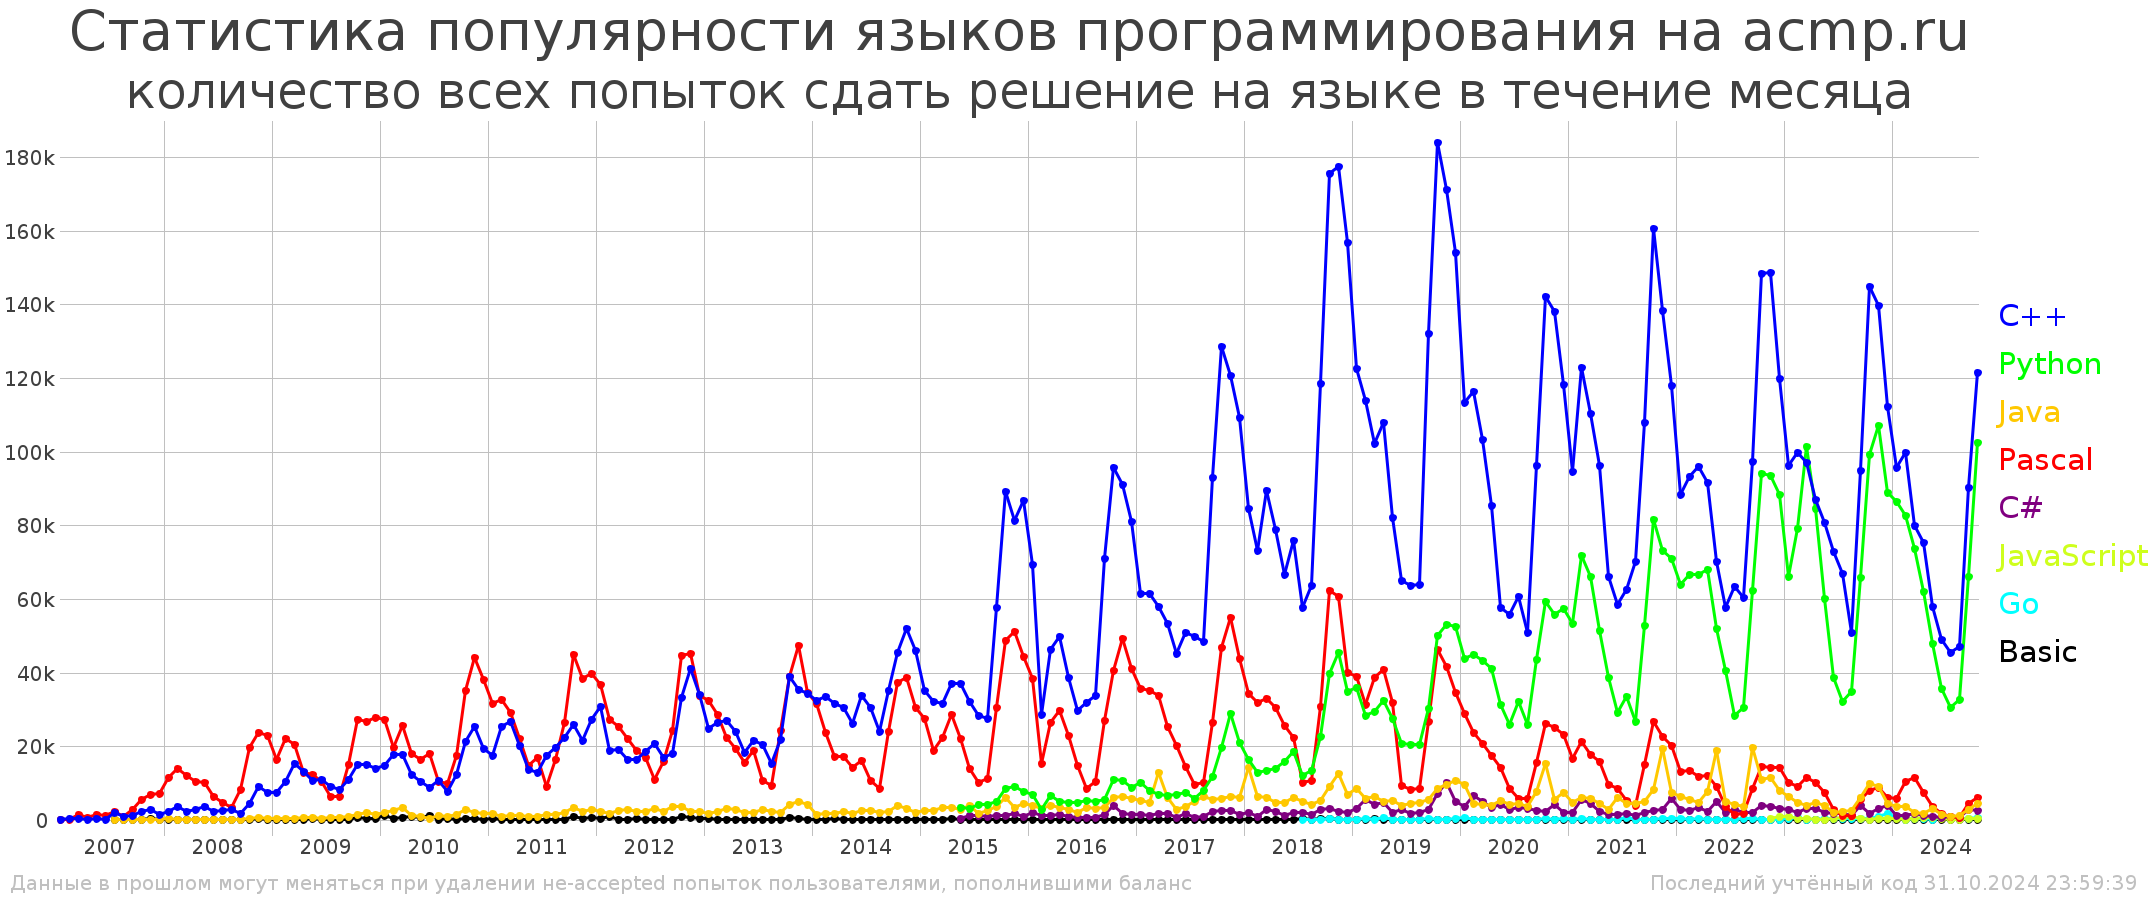 Статистика популярности языков программирования на acmp.ru
количество всех попыток сдать решение на языке в течение месяца
180k
160k
140k
120k
100k
80k
60k
40k
20k
0
C++
Python
Java
Pascal
C#
JavaScript
Go
Basic
2007 2008 2009 2010 2011 2012 2013 2014 2015 2016 2017 2018 2019 2020 2021 2022 2023 2024
Данные в прошлом могут меняться при удалении не-accepted попыток пользователями, пополнившими баланс
Последний учтённый код 31.10.2024 23:59:39